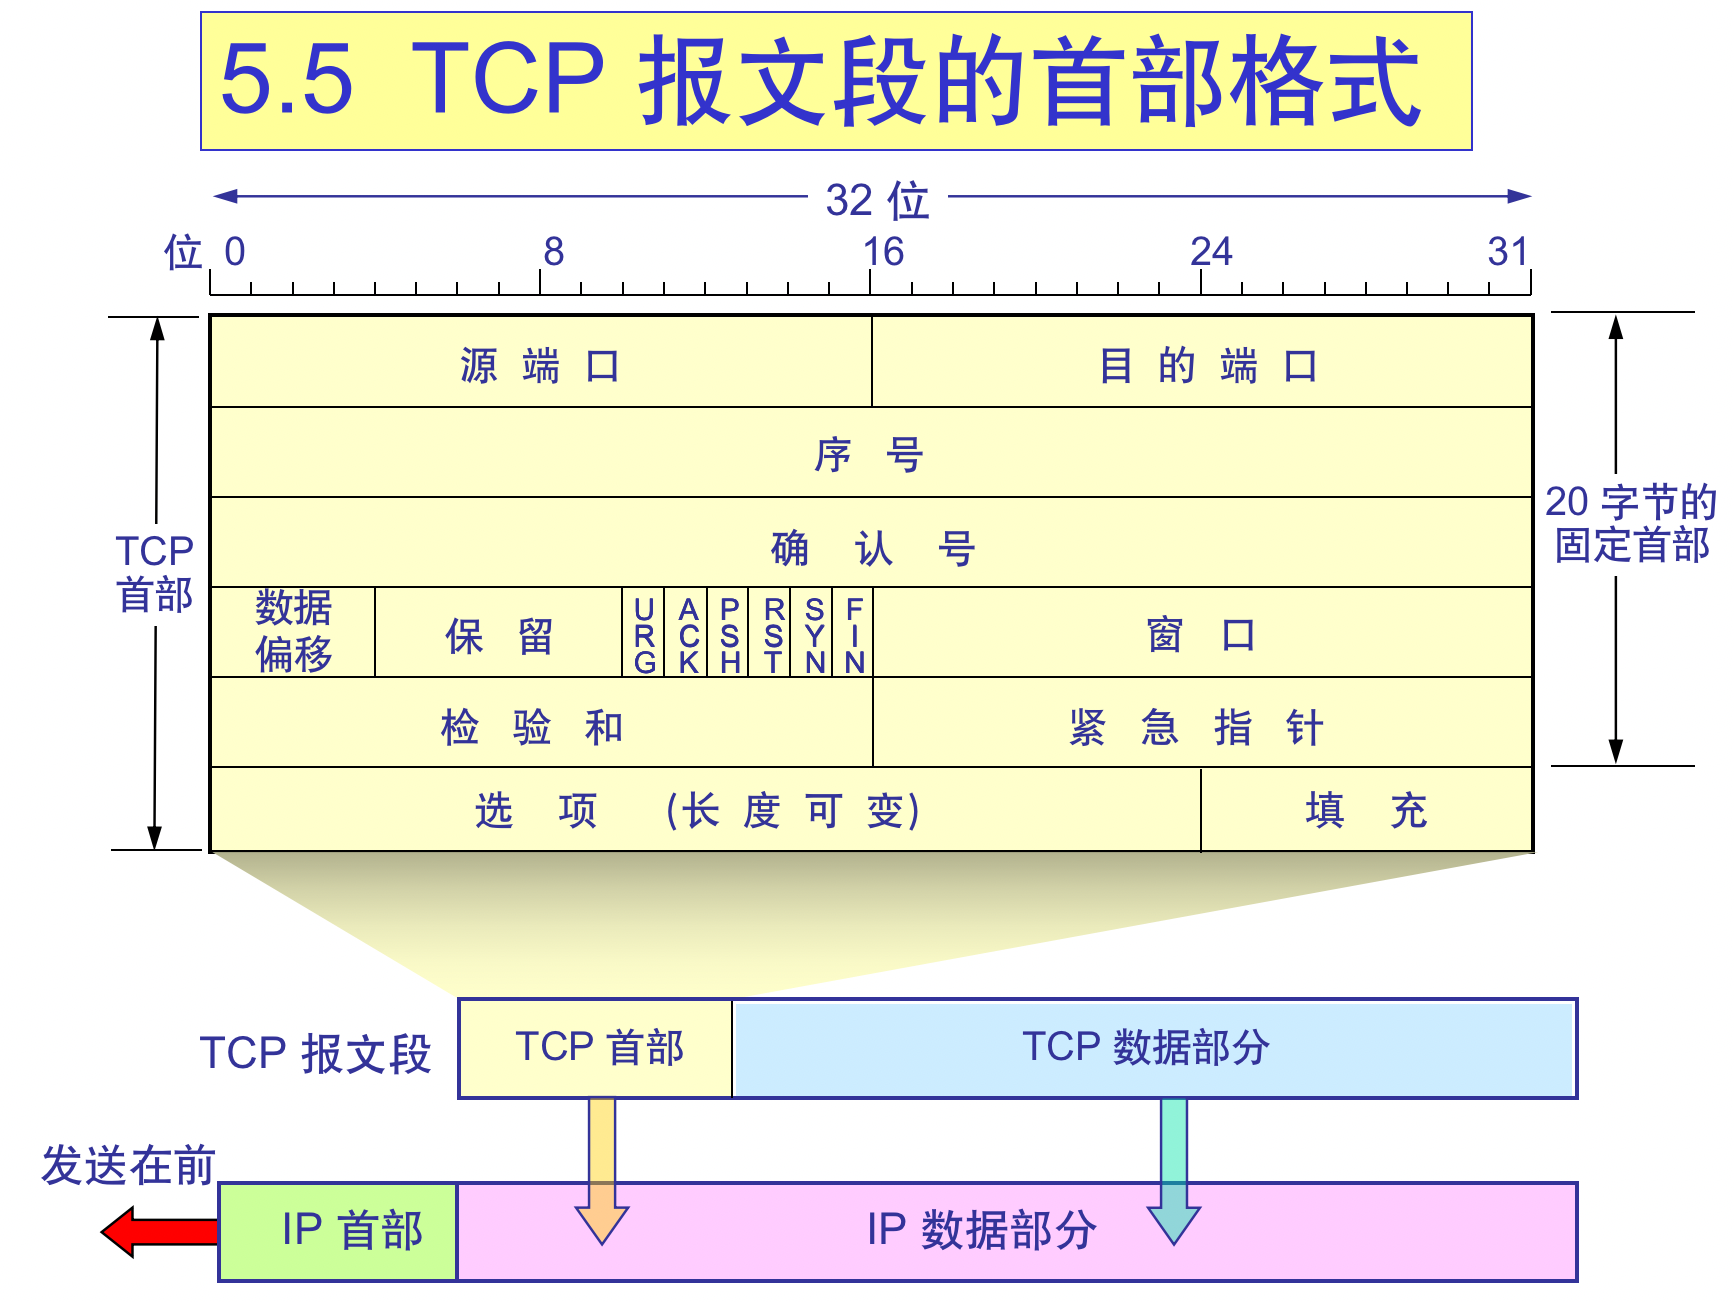 5.5 TCP 报文段的首部格式
32 位
位 0 8 16 24 31
源 端 口
目 的 端 口
序 号
确 认 号
TCP
首部
20 字节的
固定首部
数据
偏移
保 留
URG
ACK
PSH
RST
SYN
FIN
窗 口
检 验 和
紧 急 指 针
选 项 (长 度 可 变)
填 充
TCP 报文段
TCP 首部
TCP 数据部分
发送在前
IP 首部
IP 数据部分